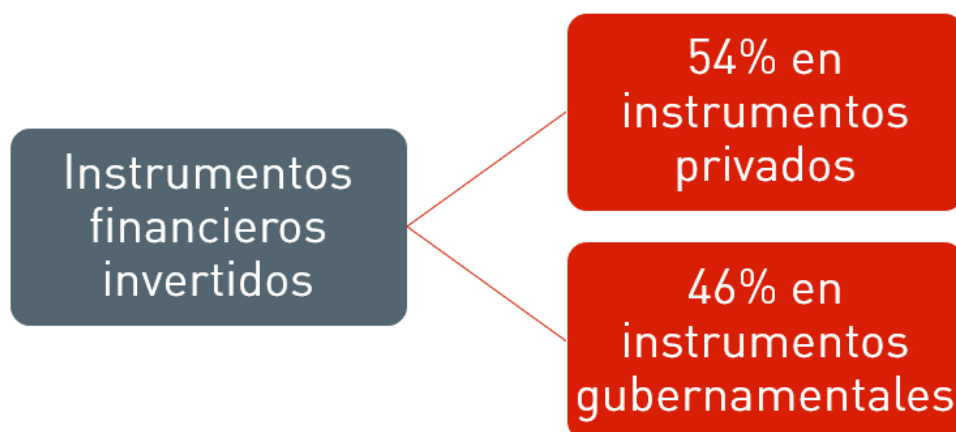 Instrumentos
financieros
invertidos
54% en
instrumentos
privados
46% en
instrumentos
gubernamentales